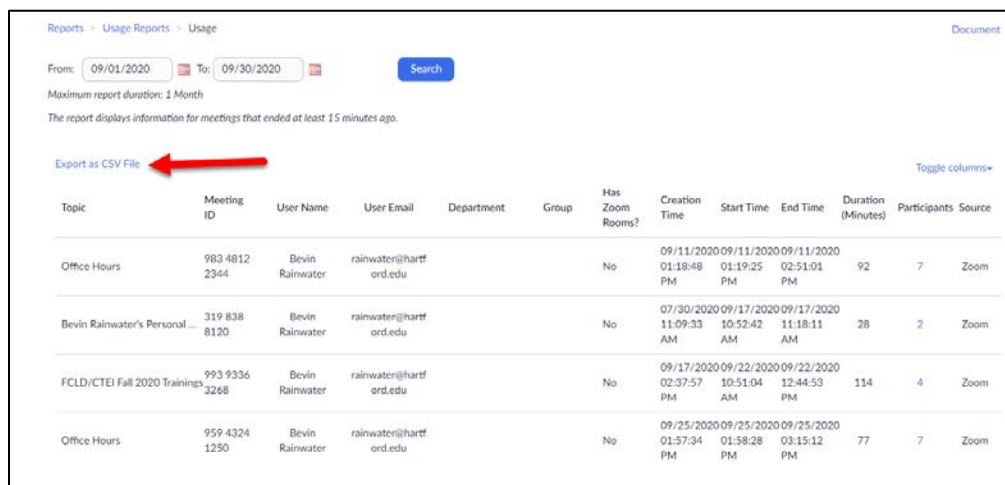 Reports > Usage Reports > Usage
Document
From: 09/01/2020 To: 09/30/2020 Search
Maximum report duration: 1 Month
The report displays information for meetings that ended at least 15 minutes ago.
Export as CSV File
Toggle columns
Topic Meeting ID User Name User Email Department Group Has Zoom Rooms? Creation Time Start Time End Time Duration (Minutes) Participants Source
Office Hours 983 4812 2344 Bevin Rainwater rainwater@hartford.edu No 09/11/2020 01:18:48 PM 09/11/2020 01:19:25 PM 09/11/2020 02:51:01 PM 92 7 Zoom
Bevin Rainwater's Personal ... 319 838 8120 Bevin Rainwater rainwater@hartford.edu No 07/30/2020 11:09:33 AM 09/17/2020 10:52:42 AM 09/17/2020 11:18:11 AM 28 2 Zoom
FCLD/CTEI Fall 2020 Trainings 993 9336 3268 Bevin Rainwater rainwater@hartford.edu No 09/17/2020 02:37:57 PM 09/22/2020 10:51:04 AM 09/22/2020 12:44:53 PM 114 4 Zoom
Office Hours 959 4324 1250 Bevin Rainwater rainwater@hartford.edu No 09/25/2020 01:57:34 PM 09/25/2020 01:58:28 PM 09/25/2020 03:15:12 PM 77 7 Zoom